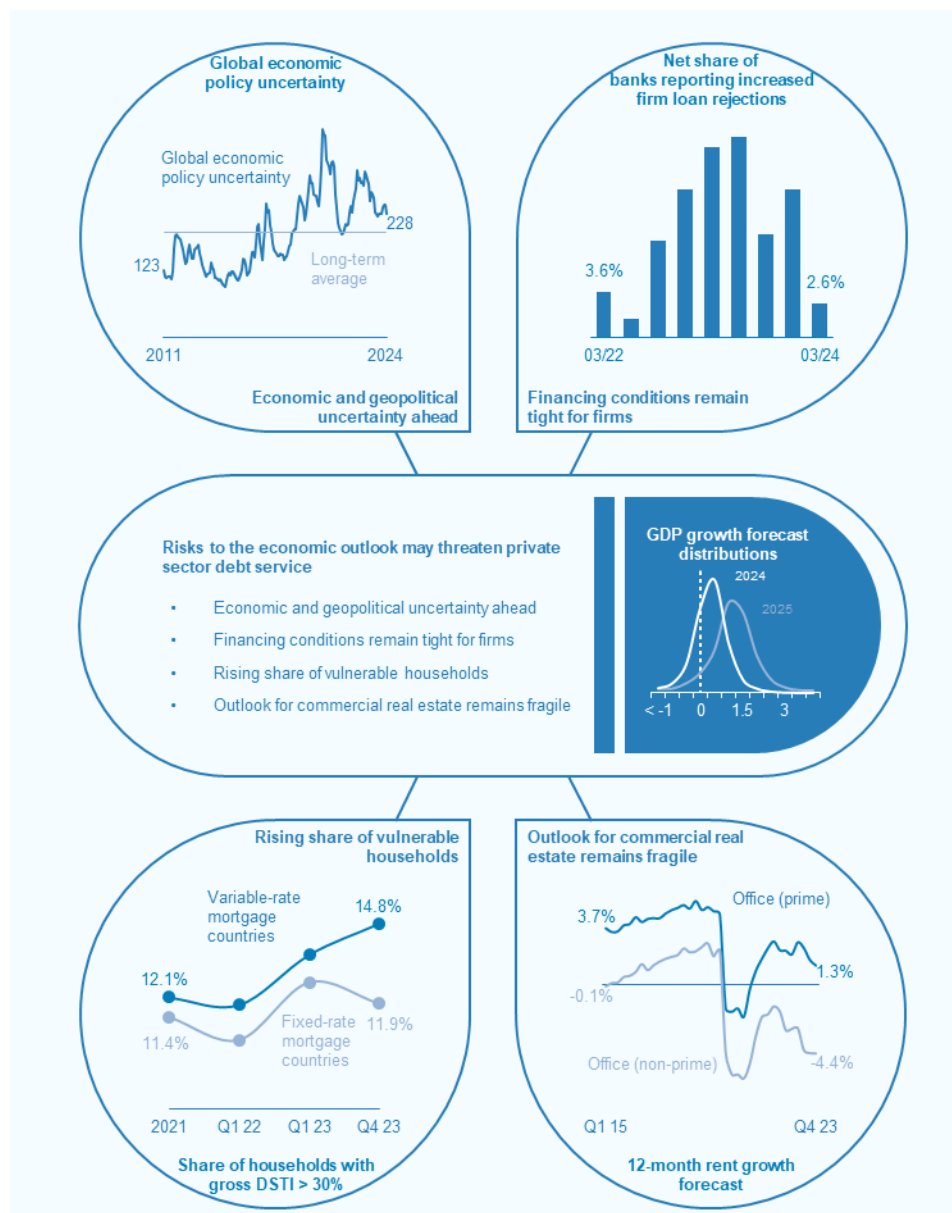 Global economic
policy uncertainty
Global economic
policy uncertainty
228
123
Long-term
average
2011
2024
Economic and geopolitical
uncertainty ahead
Net share of
banks reporting increased
firm loan rejections
3.6%
2.6%
03/22
03/24
Financing conditions remain
tight for firms
Risks to the economic outlook may threaten private
sector debt service
• Economic and geopolitical uncertainty ahead
• Financing conditions remain tight for firms
• Rising share of vulnerable households
• Outlook for commercial real estate remains fragile
GDP growth forecast
distributions
2024
2025
< -1 0 1.5 3
Rising share of vulnerable
households
Variable-rate
mortgage
countries
14.8%
12.1%
11.4%
Fixed-rate
mortgage
countries
11.9%
2021 Q1 22 Q1 23 Q4 23
Share of households with
gross DSTI > 30%
Outlook for commercial real
estate remains fragile
Office (prime)
3.7%
1.3%
-0.1%
Office (non-prime)
-4.4%
Q1 15
Q4 23
12-month rent growth
forecast